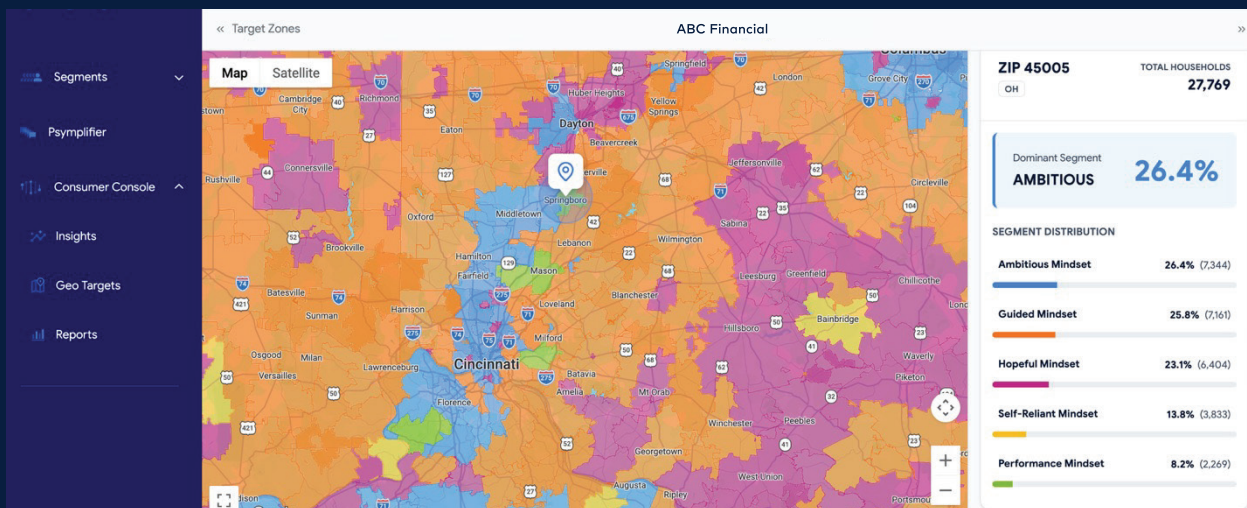 « Target Zones
ABC Financial
»
Segments
Psymplifier
Consumer Console
Insights
Geo Targets
Reports
Map
Satellite
Columbus
Springfield
London
Grove City
Cambridge City
Richmond
Huber Heights
Yellow Springs
Dayton
Eaton
Beavercreek
Connersville
Jeffersonville
Rushville
Circleville
Springboro
Oxford
Middletown
Sabina
Brookville
Lebanon
Wilmington
Hamilton
Mason
Fairfield
Leesburg
Greenfield
Chillicothe
Batesville
Sunman
Harrison
Loveland
Blanchester
Bainbridge
Hillsboro
Milford
Osgood
Milan
Versailles
Lawrenceburg
Cincinnati
Batavia
Amelia
Mt Orab
Waverly
Piketon
Florence
Winchester
Peebles
Georgetown
West Union
Augusta
Ripley
Portsmou
ZIP 45005
OH
TOTAL HOUSEHOLDS
27,769
Dominant Segment
AMBITIOUS
26.4%
SEGMENT DISTRIBUTION
Ambitious Mindset 26.4% (7,344)
Guided Mindset 25.8% (7,161)
Hopeful Mindset 23.1% (6,404)
Self-Reliant Mindset 13.8% (3,833)
Performance Mindset 8.2% (2,269)